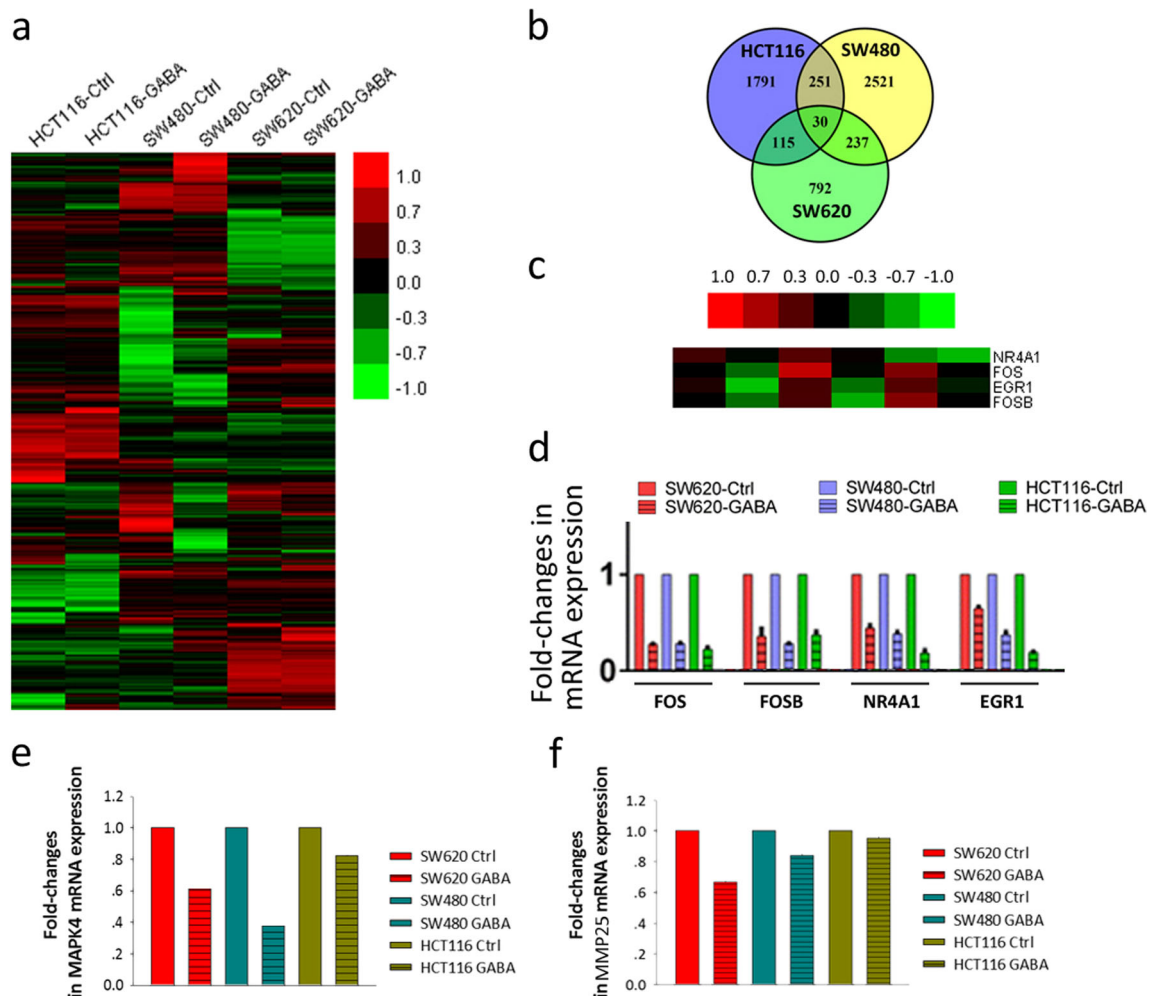 a
HCT116-Ctrl
HCT116-GABA
SW480-Ctrl
SW480-GABA
SW620-Ctrl
SW620-GABA
1.0
0.7
0.3
0.0
-0.3
-0.7
-1.0
b
HCT116
SW480
1791
251
2521
30
115
237
792
SW620
c
1.0 0.7 0.3 0.0 -0.3 -0.7 -1.0
NR4A1
FOS
EGR1
FOSB
d
SW620-Ctrl
SW620-GABA
SW480-Ctrl
SW480-GABA
HCT116-Ctrl
HCT116-GABA
Fold-changes in
mRNA expression
1
0
FOS FOSB NR4A1 EGR1
e
Fold-changes
in MAPK4 mRNA expression
1.2
1.0
.8
.6
.4
.2
0.0
SW620 Ctrl
SW620 GABA
SW480 Ctrl
SW480 GABA
HCT116 Ctrl
HCT116 GABA
f
Fold-changes
in MMP25 mRNA expression
1.2
1.0
.8
.6
.4
.2
0.0
SW620 Ctrl
SW620 GABA
SW480 Ctrl
SW480 GABA
HCT116 Ctrl
HCT116 GABA